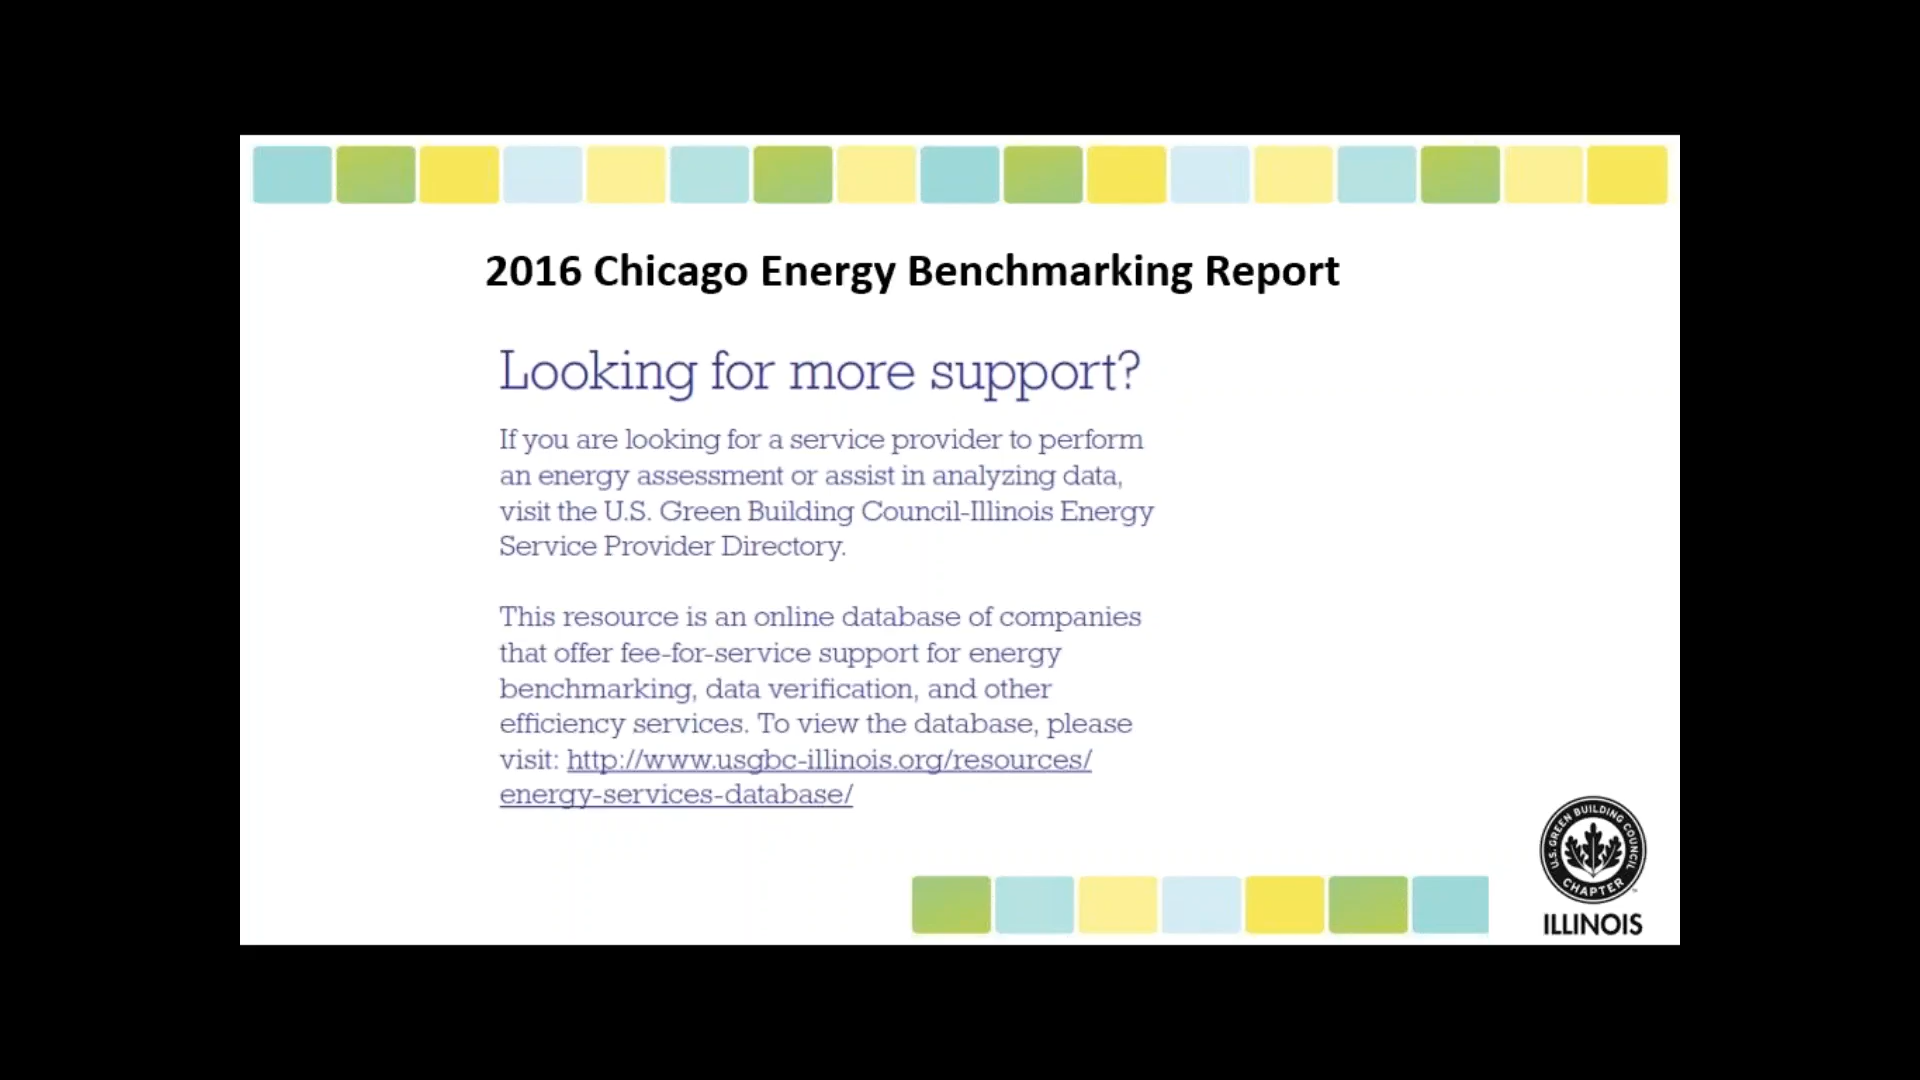 2016 Chicago Energy Benchmarking Report
Looking for more support?
If you are looking for a service provider to perform
an energy assessment or assist in analyzing data,
visit the U.S. Green Building Council-Illinois Energy
Service Provider Directory.
This resource is an online database of companies
that offer fee-for-service support for energy
benchmarking, data verification, and other
efficiency services. To view the database, please
visit: http://www.usgbc-illinois.org/resources/
energy-services-database/
U.S. GREEN BUILDING COUNCIL
CHAPTER
ILLINOIS